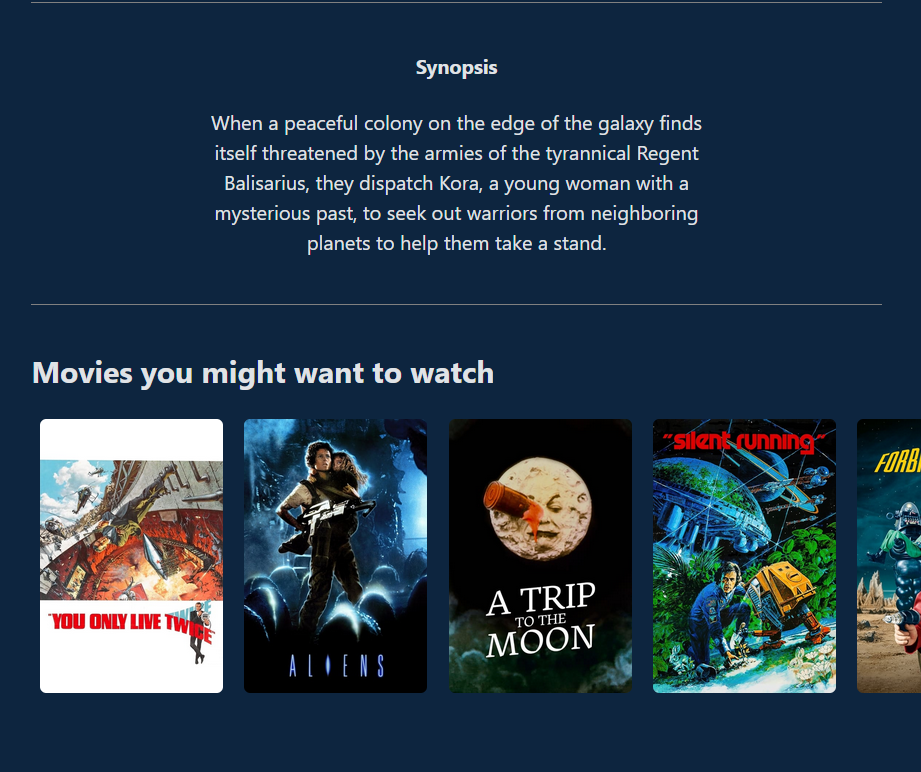 Synopsis
When a peaceful colony on the edge of the galaxy finds
itself threatened by the armies of the tyrannical Regent
Balisarius, they dispatch Kora, a young woman with a
mysterious past, to seek out warriors from neighboring
planets to help them take a stand.
Movies you might want to watch
"YOU ONLY LIVE TWICE"
ALIENS
A TRIP
TO THE
MOON
"silent running"
FORB